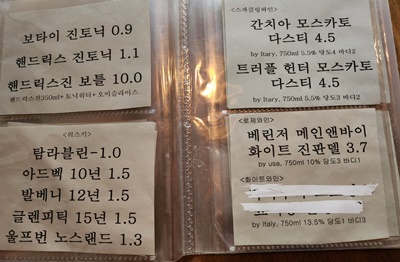 보타이 진토닉 0.9
핸드릭스 진토닉 1.1
핸드릭스진 보틀 10.0
핸드릭스진350ml+토닉워터+오이슬라이스
<위스키>
탐라블린-1.0
아드벡 10년 1.5
발베니 12년 1.5
글렌피딕 15년 1.5
울프번 노스랜드 1.3
<스파클링와인>
간치아 모스카토
다스티 4.5
by Itary, 750ml 5.5% 당도4 바디2
트러플 헌터 모스카토
다스티 4.5
by Itary, 750ml 5.5% 당도3 바디2
<로제와인>
베린저 메인앤바이
화이트 진판델 3.7
by usa, 750ml 10% 당도3 바디1
<화이트와인>
by Italy, 750ml 13.5% 당도1 바디3